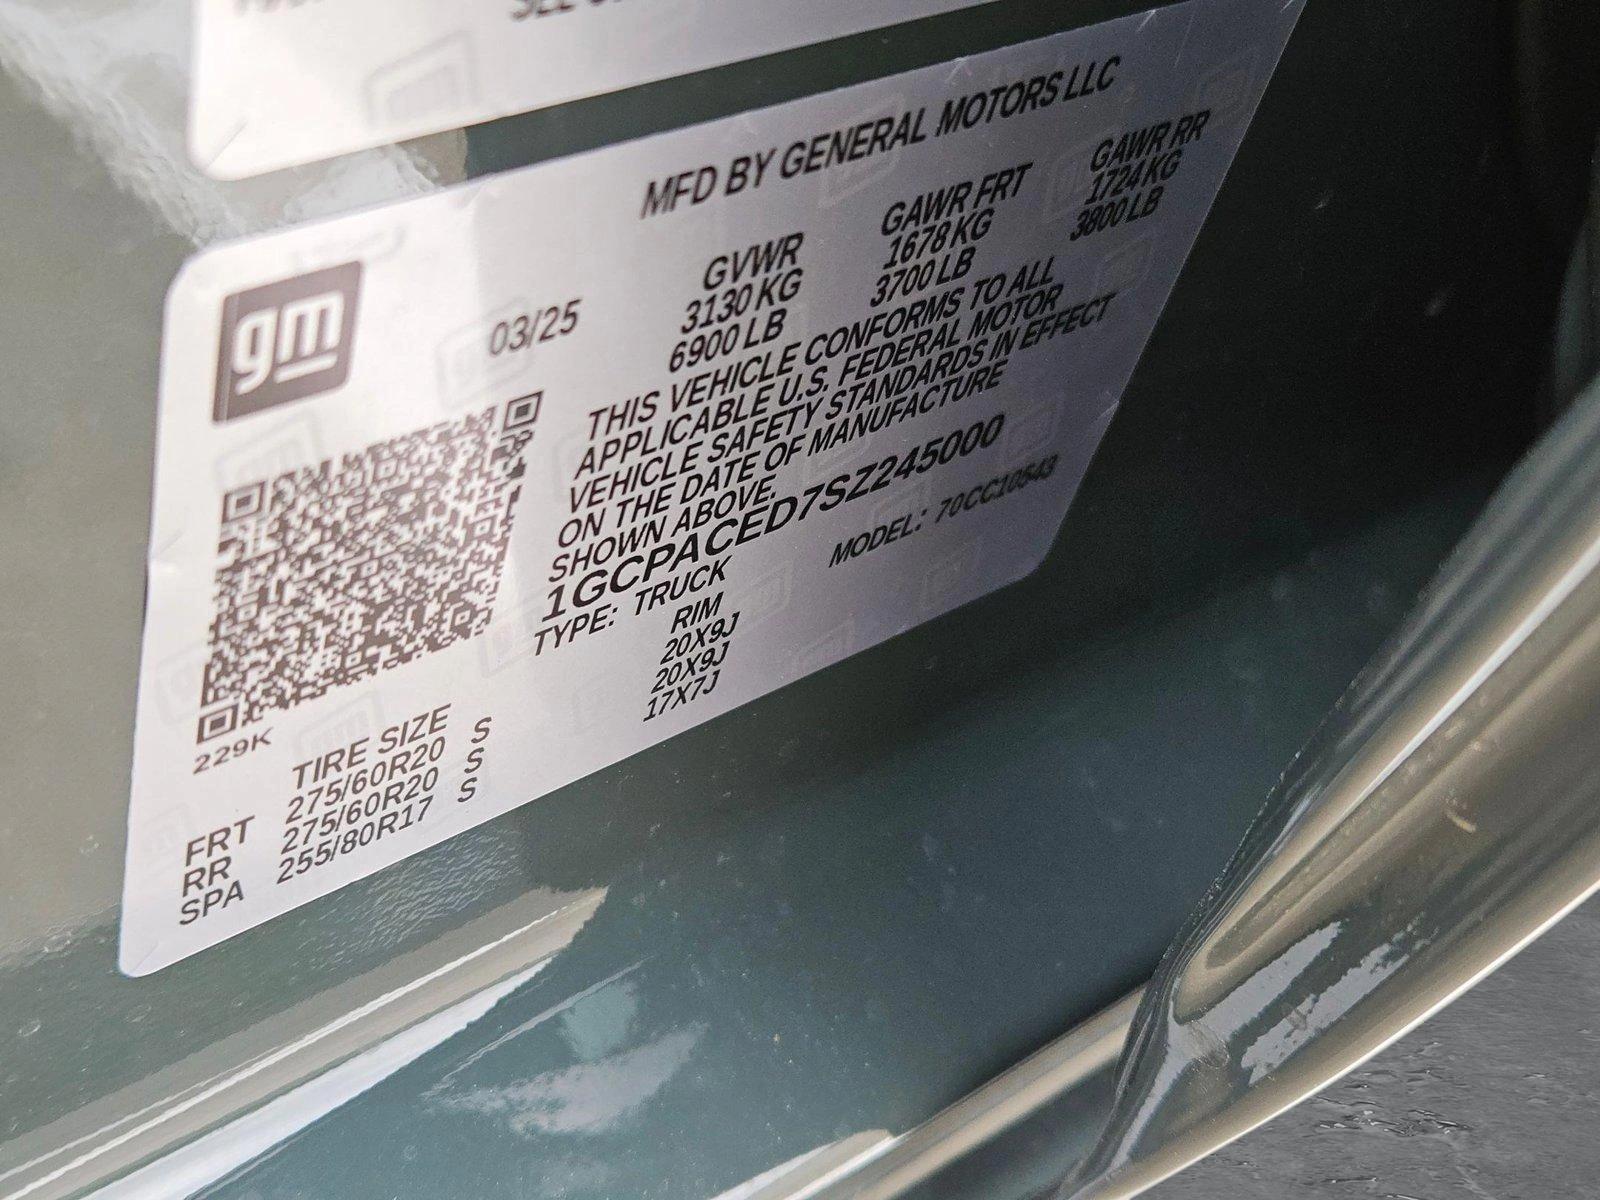 MFD BY GENERAL MOTORS LLC
gm
03/25
GVWR GAWR FRT GAWR RR
3130 KG 1678 KG 1724 KG
6900 LB 3700 LB 3800 LB
THIS VEHICLE CONFORMS TO ALL
APPLICABLE U.S. FEDERAL MOTOR
VEHICLE SAFETY STANDARDS IN EFFECT
ON THE DATE OF MANUFACTURE
SHOWN ABOVE.
1GCPACED7SZ245000
TYPE: TRUCK MODEL: 70CC10543
229K
TIRE SIZE RIM
FRT 275/60R20 S 20X9J
RR 275/60R20 S 20X9J
SPA 255/80R17 S 17X7J